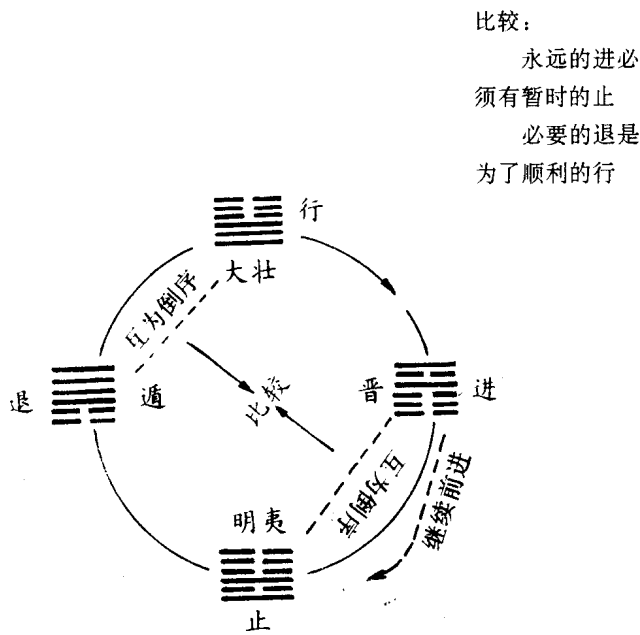 比较：
永远的进必
须有暂时的止
必要的退是
为了顺利的行
行
大壮
互为倒序
退
遁
比较
晋
进
互为倒序
继续前进
明夷
止